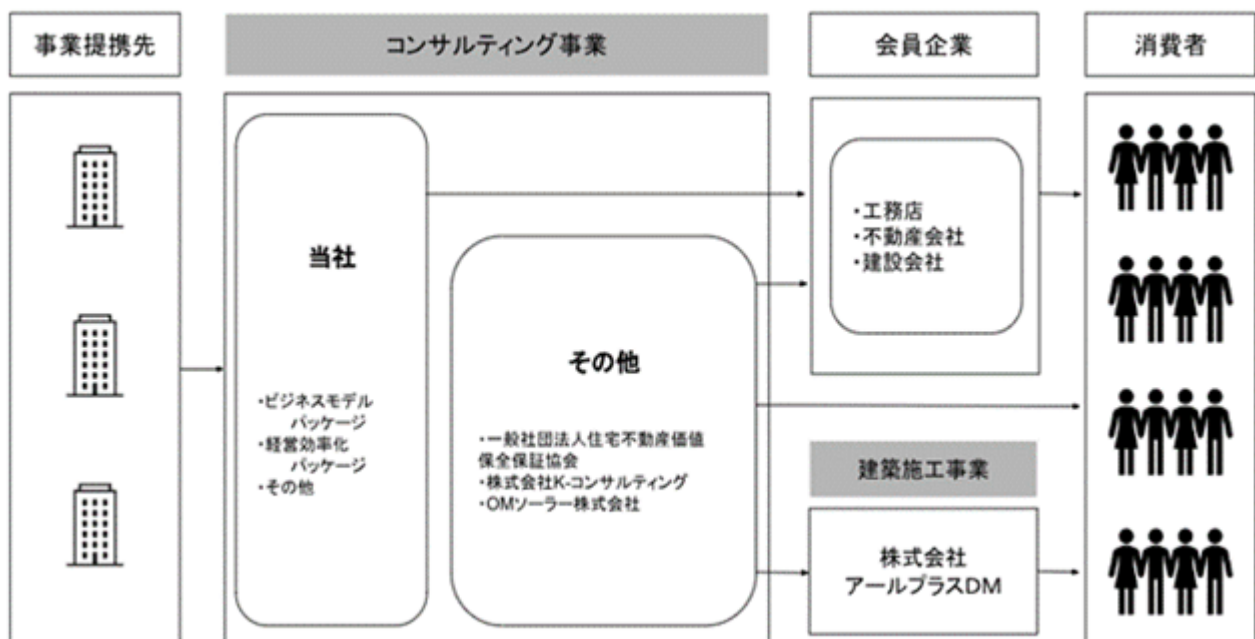 事業提携先
コンサルティング事業
会員企業
消費者
当社
・ビジネスモデル
パッケージ
・経営効率化
パッケージ
・その他
その他
・一般社団法人住宅不動産価値
保全保証協会
・株式会社K-コンサルティング
・OMソーラー株式会社
・工務店
・不動産会社
・建設会社
建築施工事業
株式会社
アールプラスDM